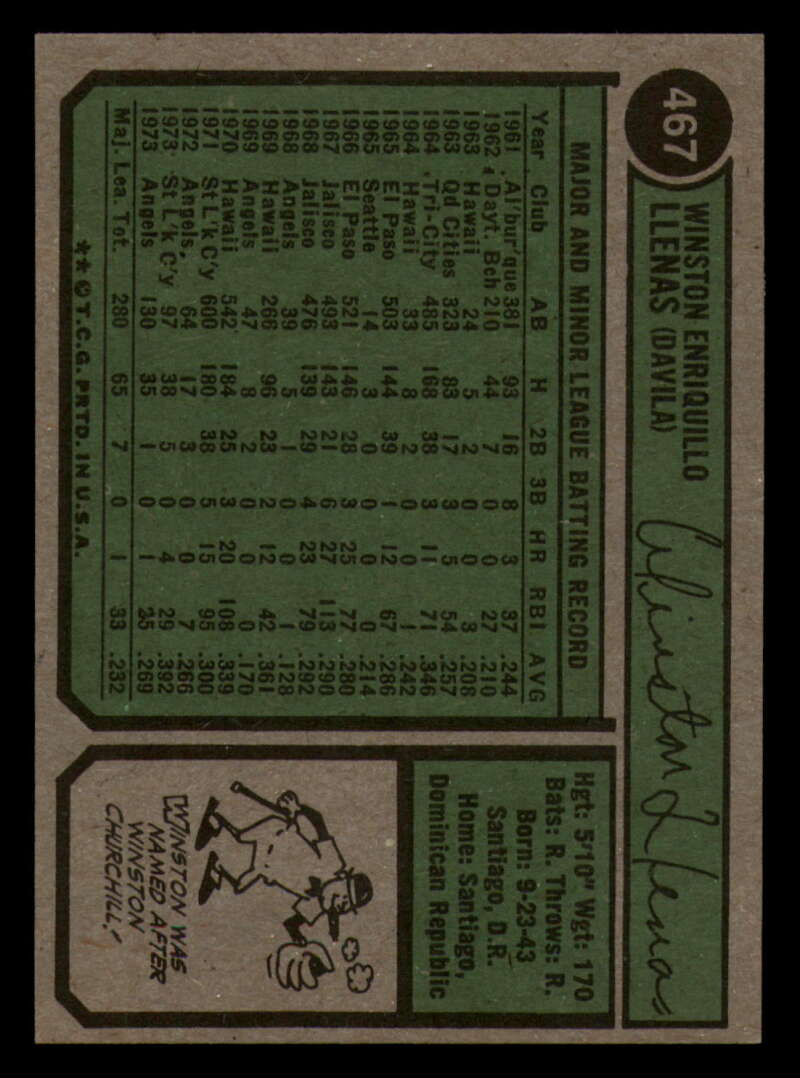 467
WINSTON ENRIQUILLO
LLENAS (DAVILA)
Winston Llenas
MAJOR AND MINOR LEAGUE BATTING RECORD
Year Club AB H 2B 3B HR RBI AVG
1961 Al'bur'que 381 93 16 8 3 37 .244
1962 Dayt. Bch 210 44 7 0 0 27 .210
1963 Hawaii 24 5 2 0 0 3 .208
1963 Qd Cities 323 83 17 3 5 54 .257
1964 Tri-City 485 168 38 3 11 71 .346
1964 Hawaii 33 8 2 0 0 1 .242
1965 El Paso 503 144 39 1 12 67 .286
1965 Seattle 14 3 0 0 0 0 .214
1966 El Paso 521 146 28 3 25 77 .280
1967 Jalisco 493 143 21 6 27 113 .290
1968 Jalisco 476 139 29 4 23 79 .292
1968 Angels 39 5 1 0 0 1 .128
1969 Hawaii 266 96 23 2 12 42 .361
1969 Angels 47 8 2 0 0 0 .170
1970 Hawaii 542 184 25 3 20 108 .339
1971 St L'k C'y 600 180 38 5 15 95 .300
1972 Angels 64 17 3 0 0 7 .266
1973 St L'k C'y 97 38 5 0 4 29 .392
1973 Angels 130 35 1 0 1 25 .269
Maj. Lea. Tot. 280 65 7 0 1 33 .232
**©T.C.G. PRTD. IN U.S.A.
Hgt: 5'10" Wgt: 170
Bats: R. Throws: R.
Born: 9-23-43
Santiago, D.R.
Home: Santiago,
Dominican Republic
WINSTON WAS
NAMED AFTER
WINSTON
CHURCHILL!